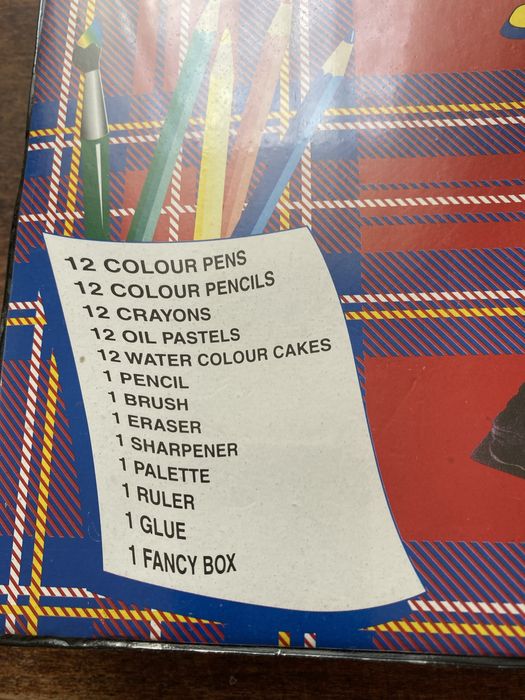 12 COLOUR PENS
12 COLOUR PENCILS
12 CRAYONS
12 OIL PASTELS
12 WATER COLOUR CAKES
1 PENCIL
1 BRUSH
1 ERASER
1 SHARPENER
1 PALETTE
1 RULER
1 GLUE
1 FANCY BOX